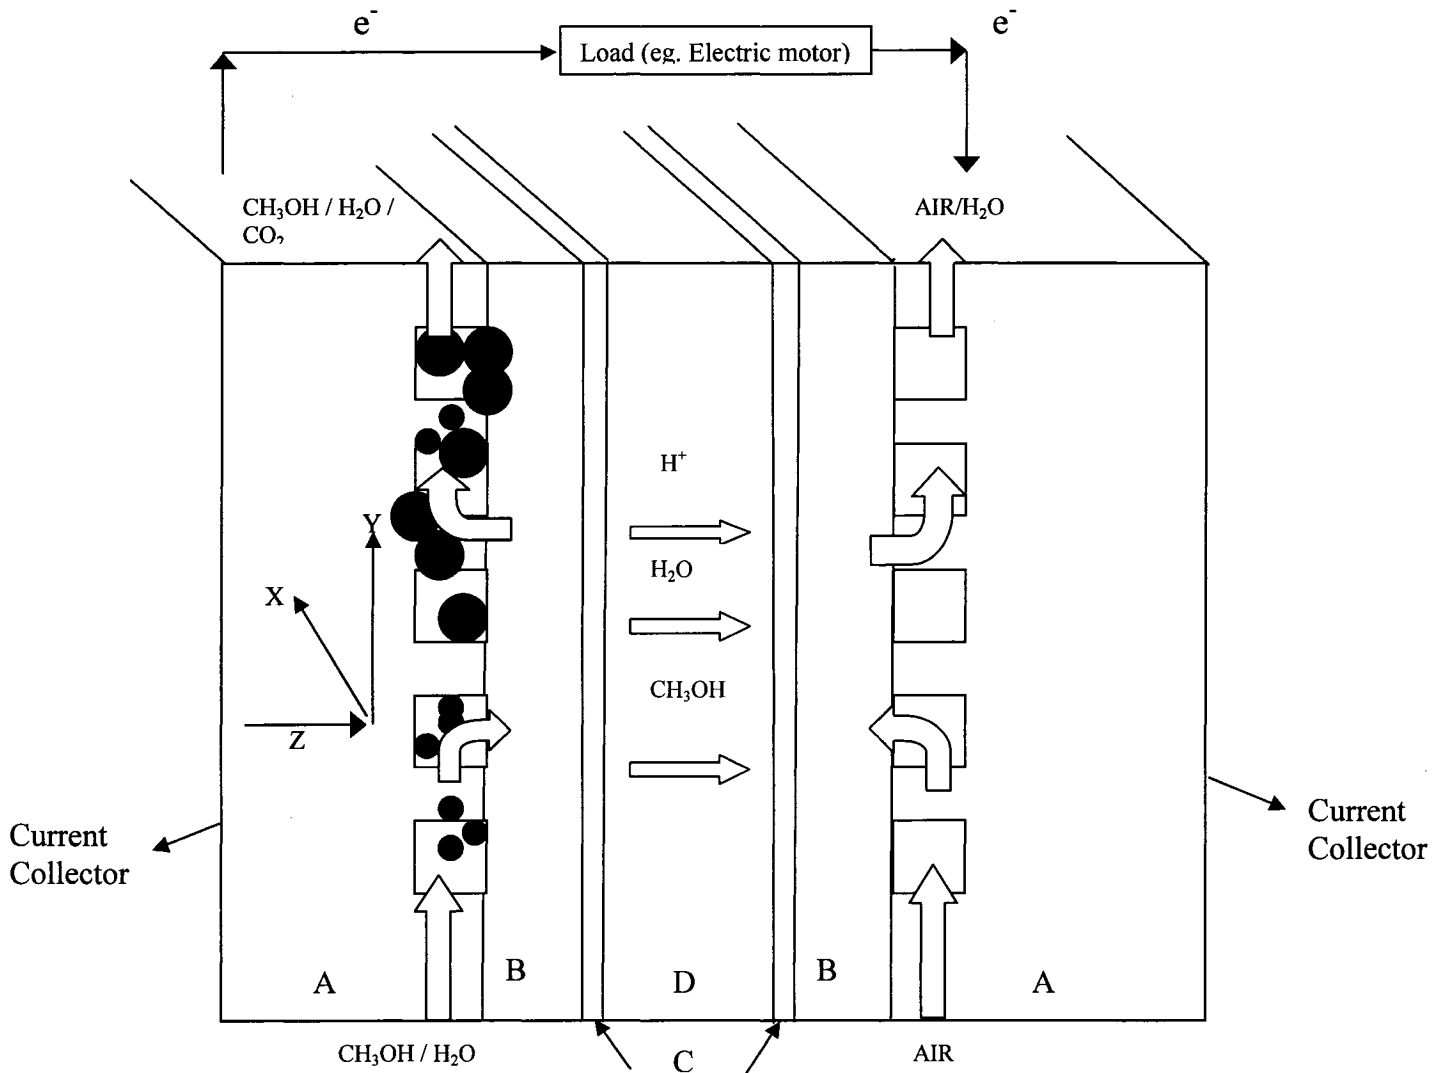 e⁻
e⁻
Load (eg. Electric motor)
CH₃OH / H₂O /
CO₂
AIR/H₂O
H⁺
Y
H₂O
X
CH₃OH
Z
Current
Collector
Current
Collector
A
B
D
B
A
CH₃OH / H₂O
C
AIR